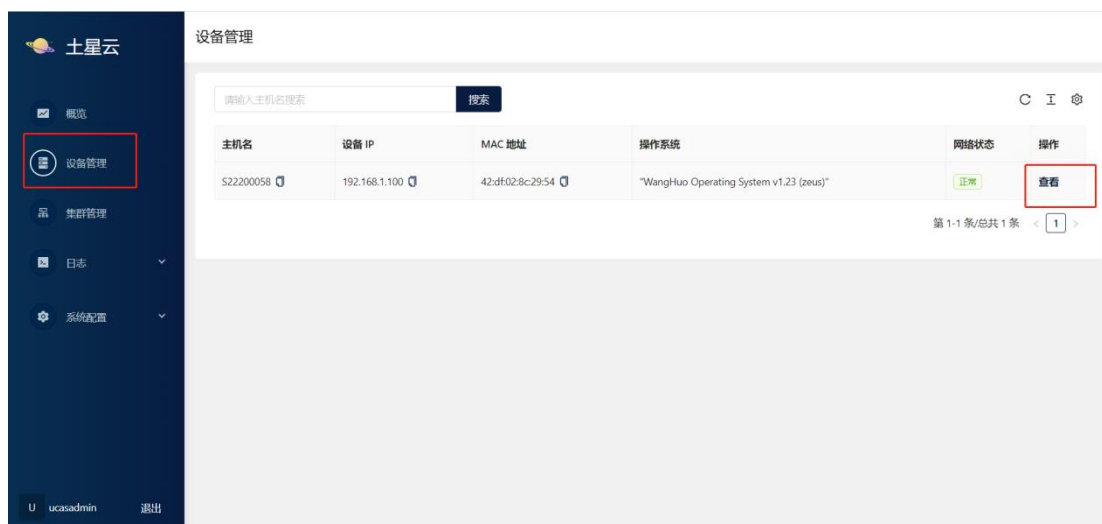 土星云
设备管理
概览
设备管理
集群管理
日志
系统配置
U ucasadmin 退出
请输入主机名搜索 搜索
主机名 设备 IP MAC 地址 操作系统 网络状态 操作
S22200058 192.168.1.100 42:df:02:8c:29:54 "WangHuo Operating System v1.23 (zeus)" 正常 查看
第 1-1 条/总共 1 条 < 1 >